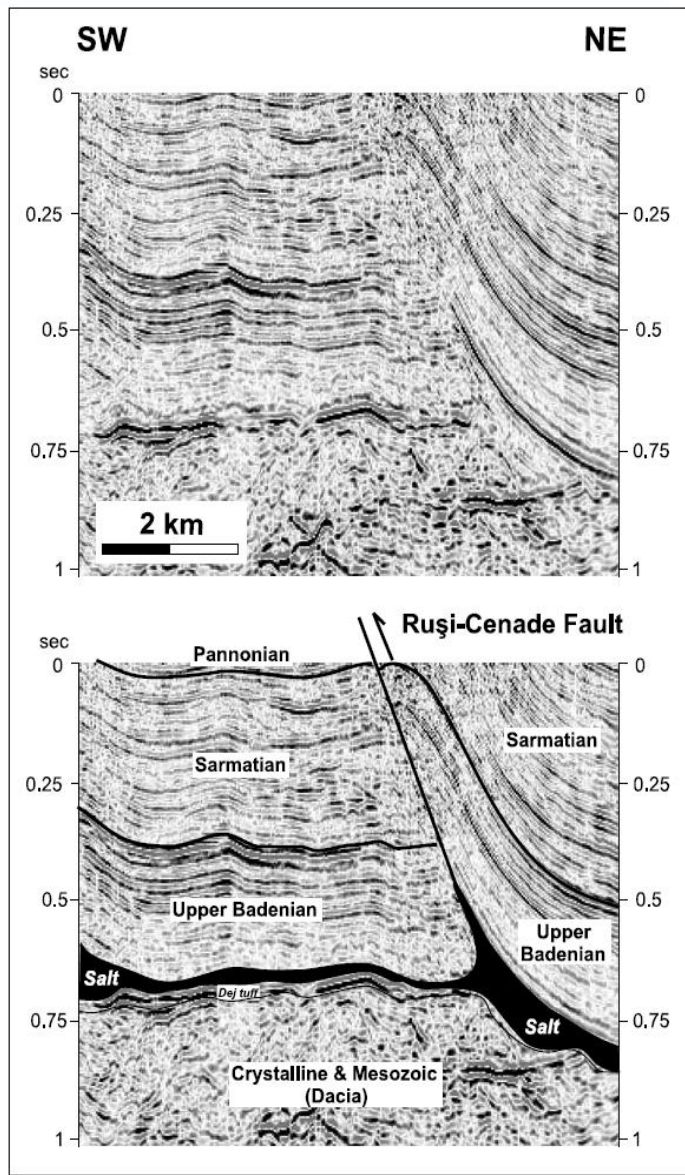 SW NE
sec
0 0
0.25 0.25
0.5 0.5
0.75 0.75
2 km
1 1
Ruşi-Cenade Fault
sec
Pannonian
0 0
Sarmatian
Sarmatian
0.25 0.25
0.5 0.5
Upper Badenian
Upper
Badenian
Salt
Dej tuff
Salt
0.75 0.75
Crystalline & Mesozoic
(Dacia)
1 1